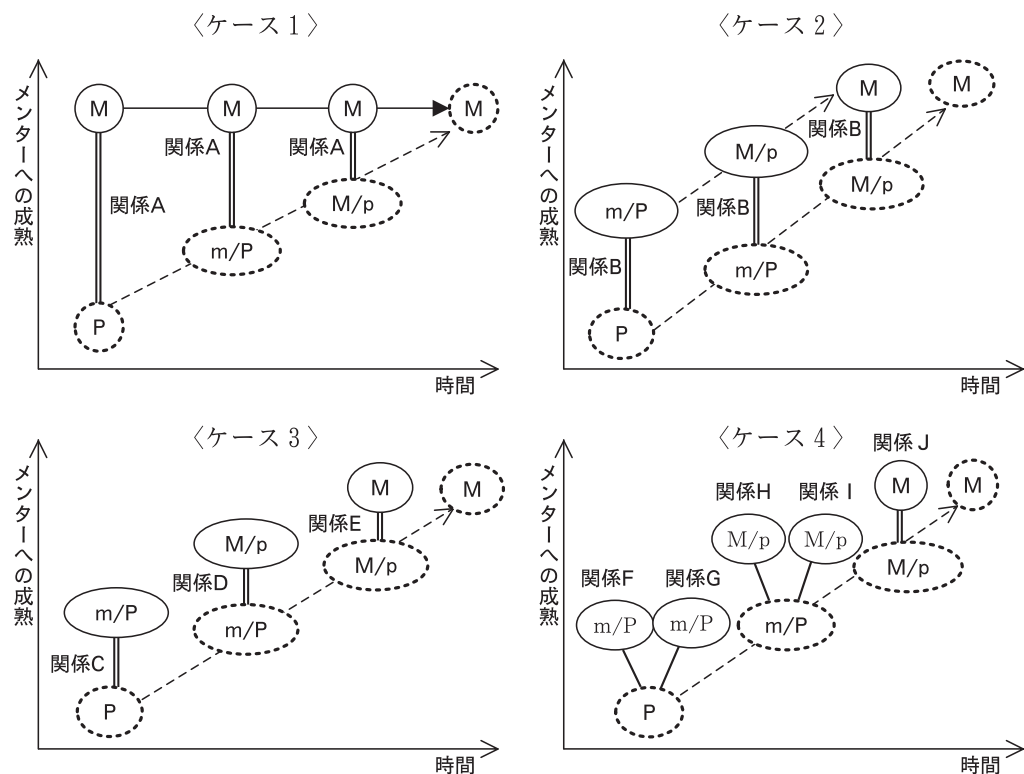 〈ケース1〉
メンターへの成熟
M
M
M
M
関係A
関係A
関係A
M/p
m/P
P
時間
〈ケース2〉
メンターへの成熟
M
M
関係B
M/p
M/p
m/P
関係B
関係B
m/P
P
時間
〈ケース3〉
メンターへの成熟
M
M
関係E
M/p
M/p
関係D
m/P
m/P
関係C
P
時間
〈ケース4〉
メンターへの成熟
関係J
M
M
関係H
関係I
M/p
M/p
M/p
関係F
関係G
m/P
m/P
m/P
P
時間